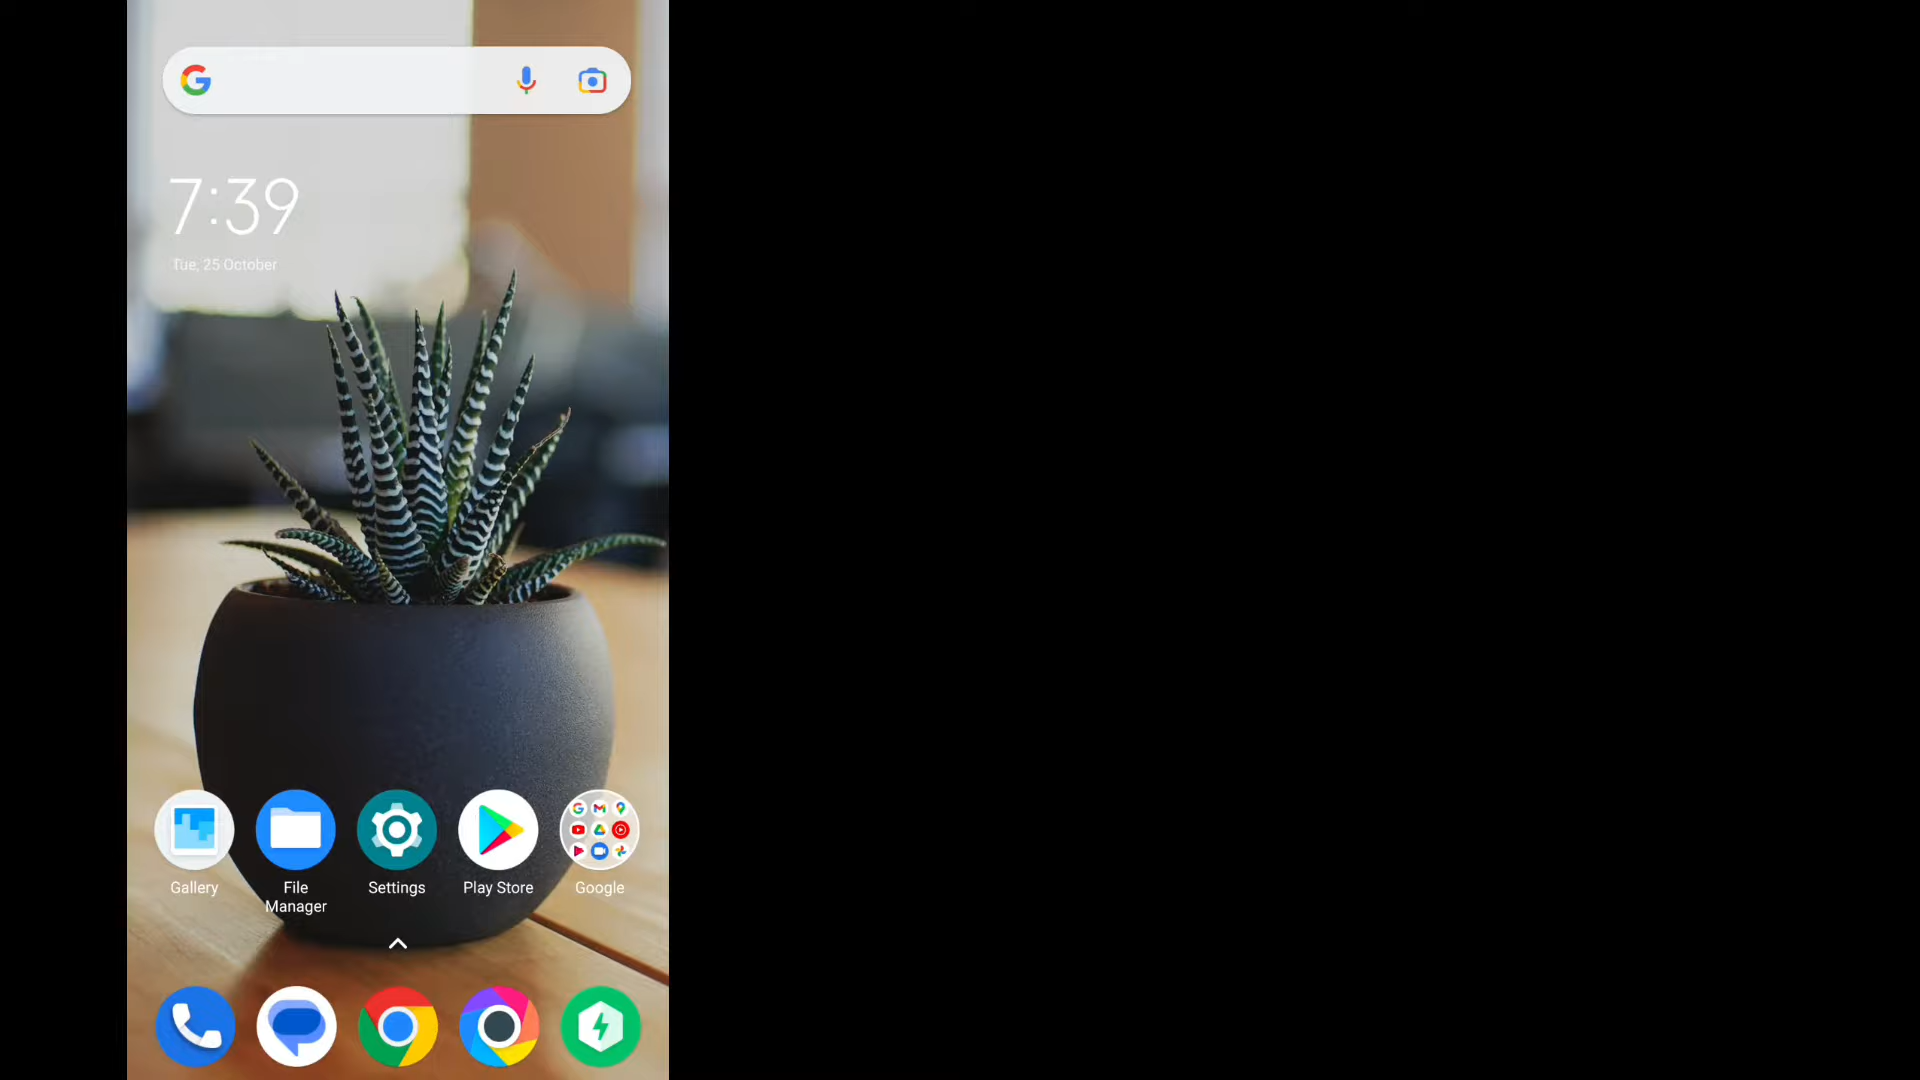 7:39
Tue, 25 October
Gallery
File
Manager
Settings
Play Store
Google